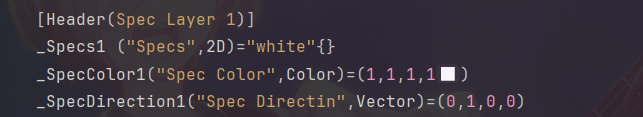 [Header(Spec Layer 1)]
_Specs1 ("Specs",2D)="white"{}
_SpecColor1("Spec Color",Color)=(1,1,1,1)
_SpecDirection1("Spec Directin",Vector)=(0,1,0,0)